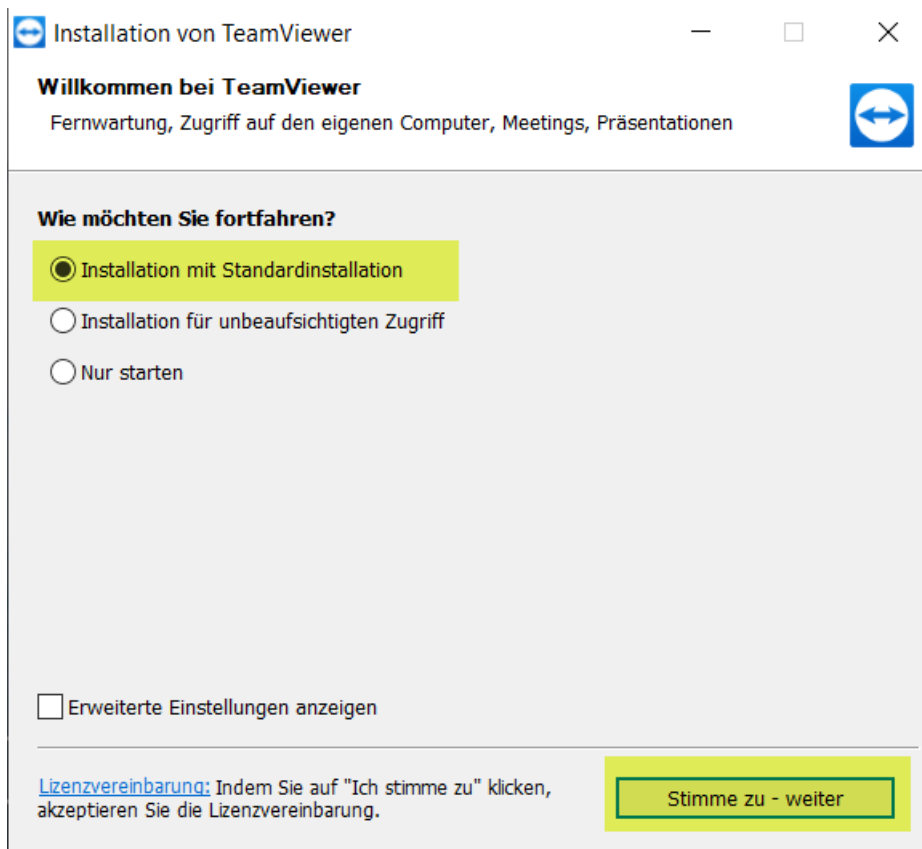 Installation von TeamViewer
Willkommen bei TeamViewer
Fernwartung, Zugriff auf den eigenen Computer, Meetings, Präsentationen
Wie möchten Sie fortfahren?
Installation mit Standardinstallation
Installation für unbeaufsichtigten Zugriff
Nur starten
Erweiterte Einstellungen anzeigen
Lizenzvereinbarung: Indem Sie auf "Ich stimme zu" klicken,
akzeptieren Sie die Lizenzvereinbarung.
Stimme zu - weiter